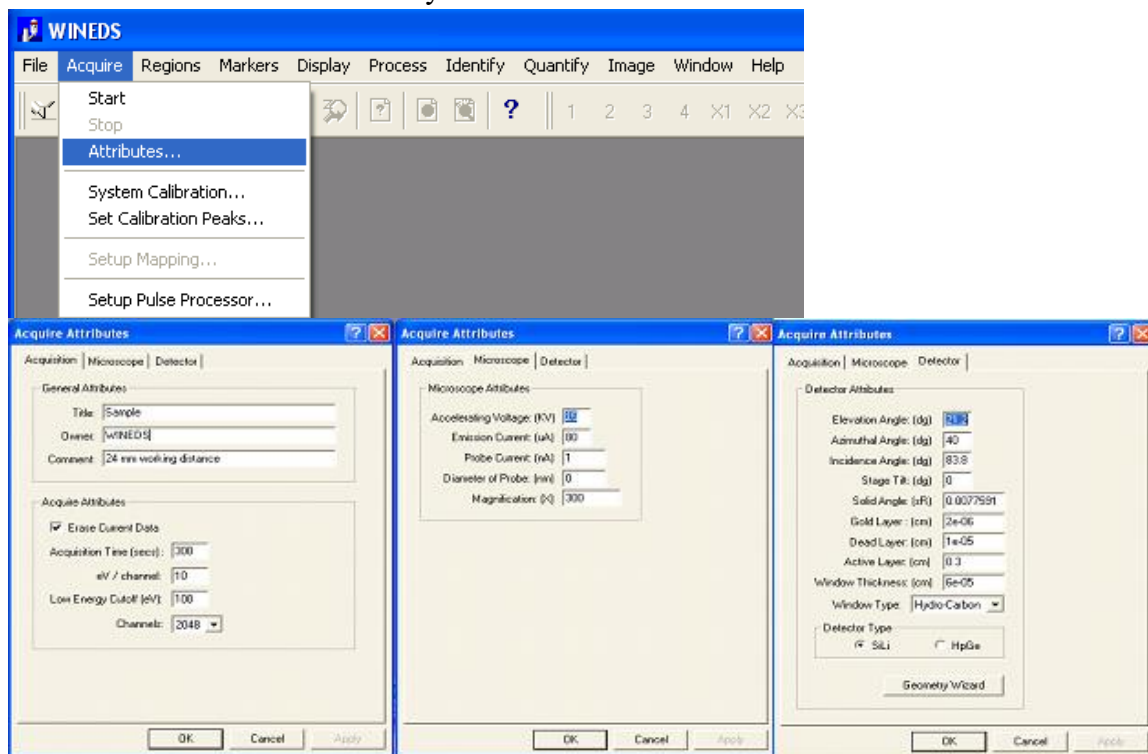 WINEDS
File Acquire Regions Markers Display Process Identify Quantify Image Window Help
Start
Stop
Attributes...
System Calibration...
Set Calibration Peaks...
Setup Mapping...
Setup Pulse Processor...
? 1 2 3 4 X1 X2 X3
Acquire Attributes
Acquisition Microscope Detector
General Attributes
Title: Sample
Owner: WINEDS
Comment: 24 mm working distance
Acquire Attributes
Erase Current Data
Acquisition Time (secs): 300
eV / channel: 10
Low Energy Cutoff (eV): 100
Channels: 2048
OK Cancel Apply
Acquire Attributes
Acquisition Microscope Detector
Microscope Attributes
Accelerating Voltage: (KV)
Emission Current: (uA)
Probe Current: (nA) 1
Diameter of Probe: (nm) 0
Magnification: (X) 300
OK Cancel Apply
Acquire Attributes
Acquisition Microscope Detector
Detector Attributes
Elevation Angle: (dg)
Azimuthal Angle: (dg) 40
Incidence Angle: (dg) 83.8
Stage Tilt: (dg) 0
Solid Angle: (sR) 0.0077591
Gold Layer : (cm) 2e-06
Dead Layer: (cm) 1e-05
Active Layer: (cm) 0.3
Window Thickness: (cm) 6e-05
Window Type: Hydro-Carbon
Detector Type
SiLi HpGe
Geometry Wizard
OK Cancel Apply